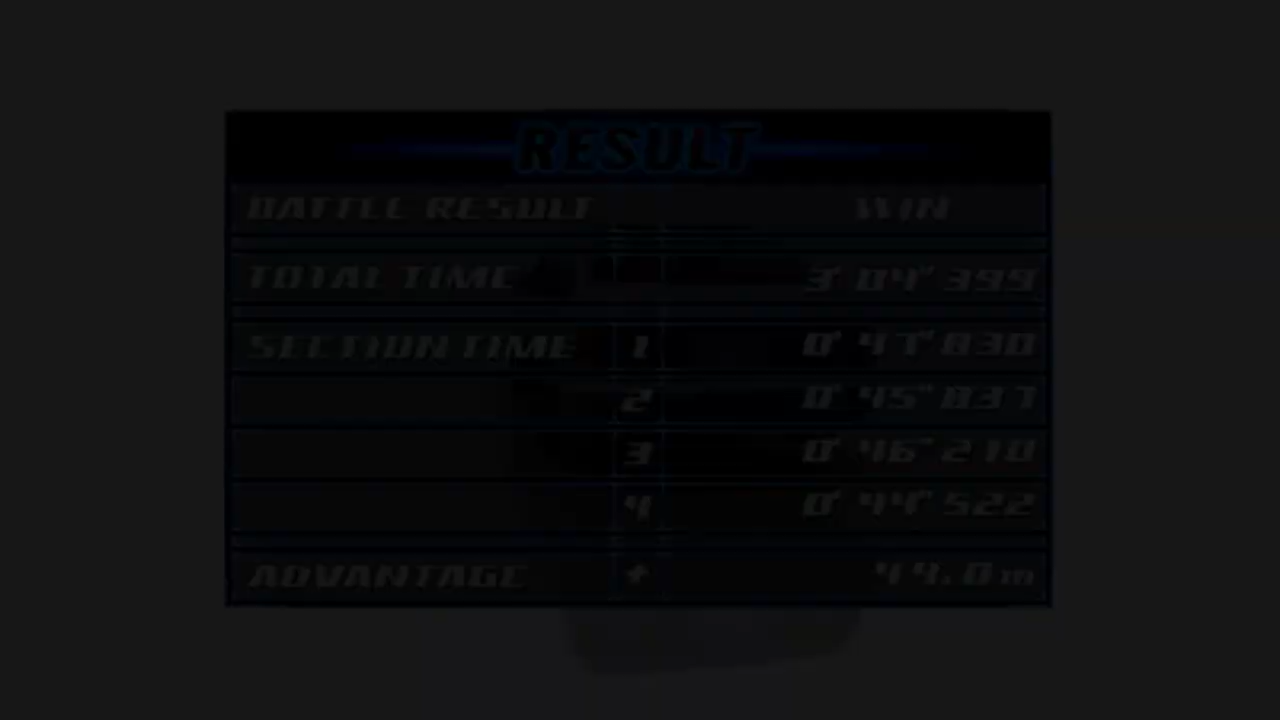 RESULT
BATTLE RESULT WIN
TOTAL TIME 3'04"399
SECTION TIME 1 0'47"830
2 0'45"837
3 0'46"210
4 0'44"522
ADVANTAGE + 44.0m